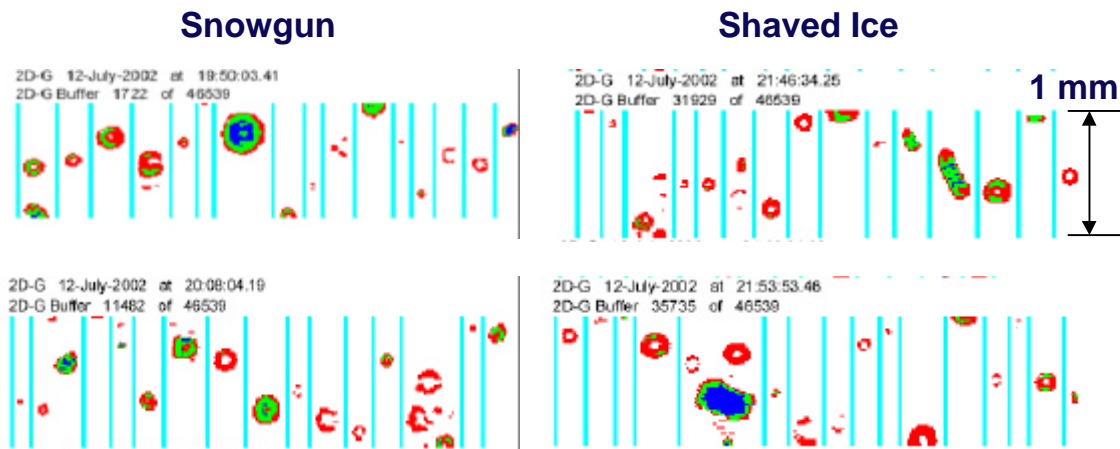 Snowgun
Shaved Ice
2D-G 12-July-2002 at 19:50:03.41
2D-G Buffer 1722 of 46539
2D-G 12-July-2002 at 21:46:34.25
2D-G Buffer 31929 of 46539
1 mm
2D-G 12-July-2002 at 20:08:04.19
2D-G Buffer 11482 of 46539
2D-G 12-July-2002 at 21:53:53.46
2D-G Buffer 35735 of 46539